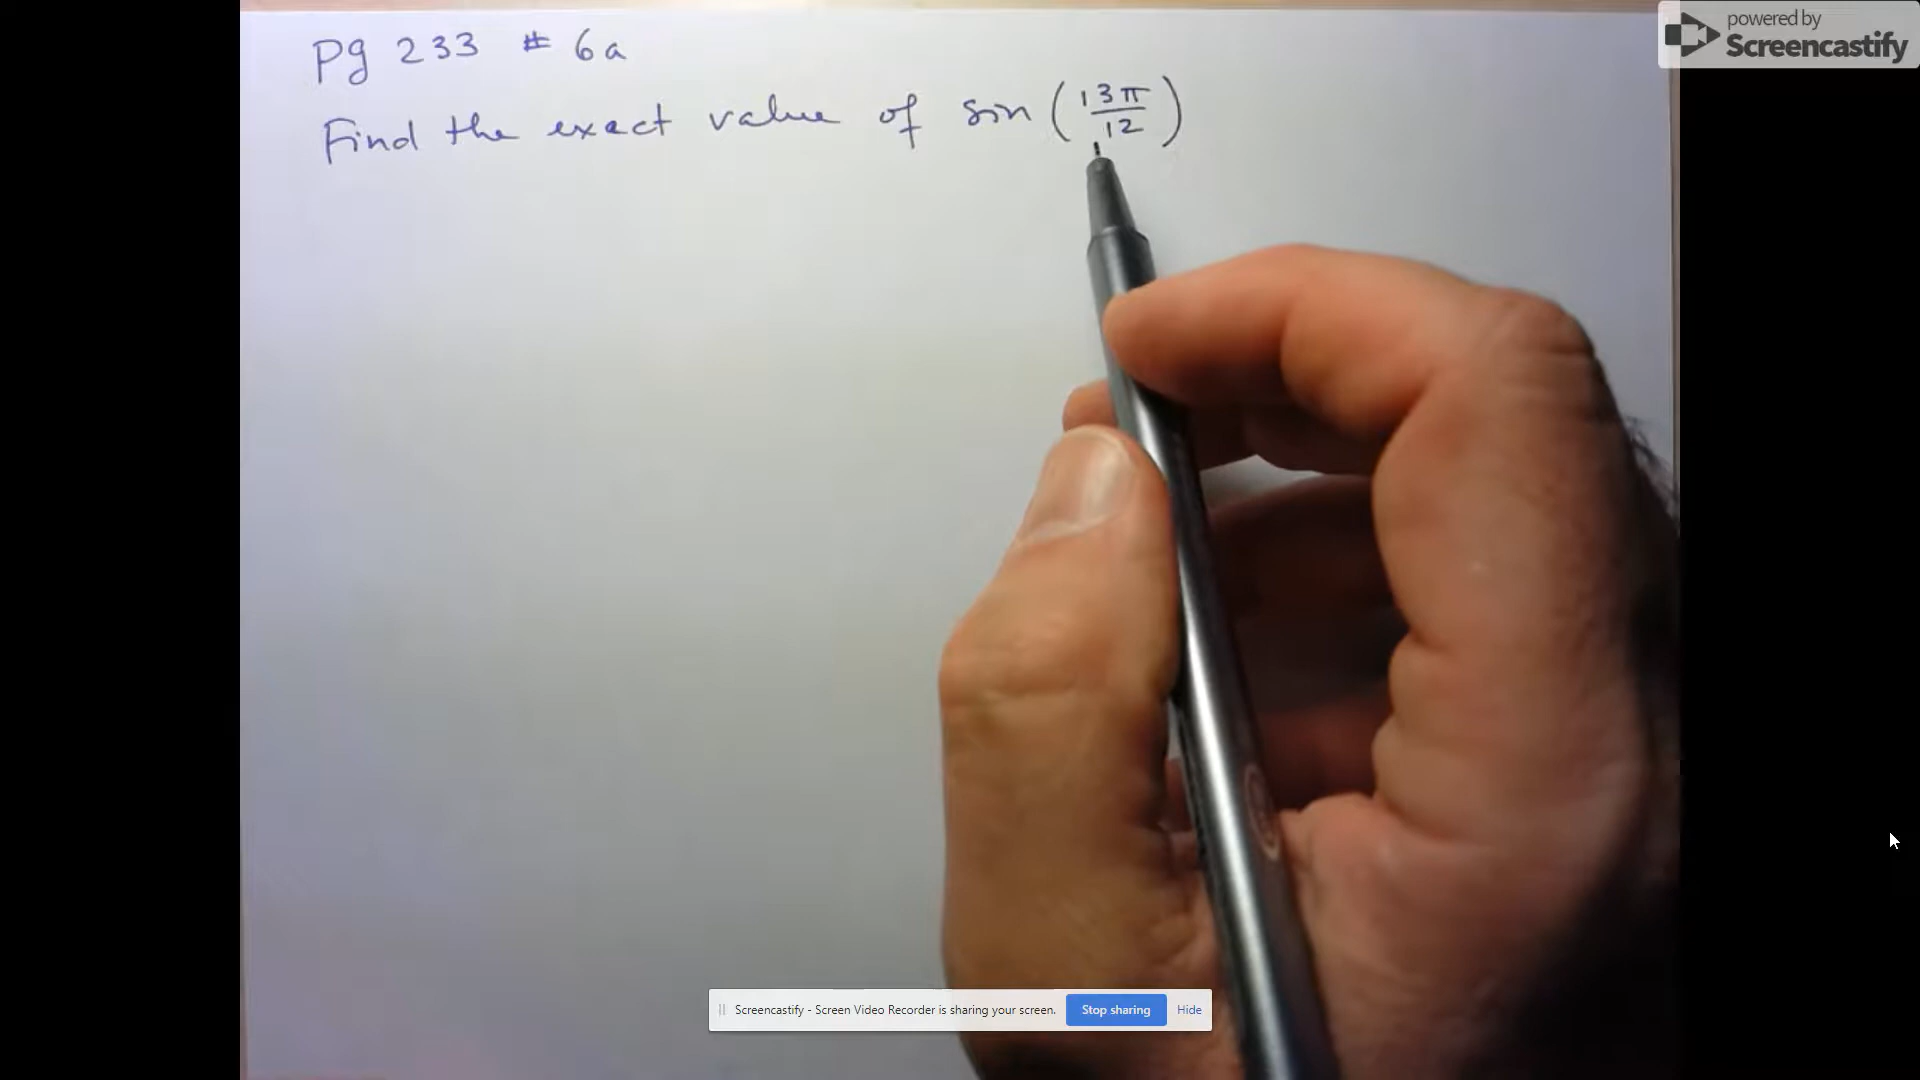 powered by
Screencastify
Pg 233 # 6a
Find the exact value of sin (13π/12)
Screencastify - Screen Video Recorder is sharing your screen. Stop sharing Hide